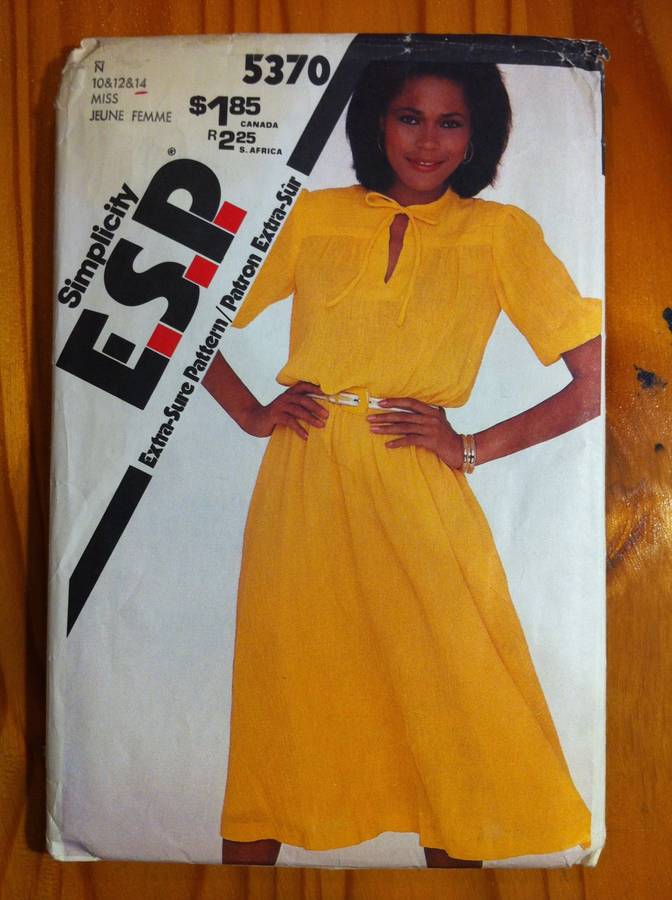 N
10&12&14
MISS
JEUNE FEMME
5370
$1 85
CANADA
R2 25
S. AFRICA
Simplicity
E.S.P.®
Extra-Sure Pattern/Patron Extra-Sûr